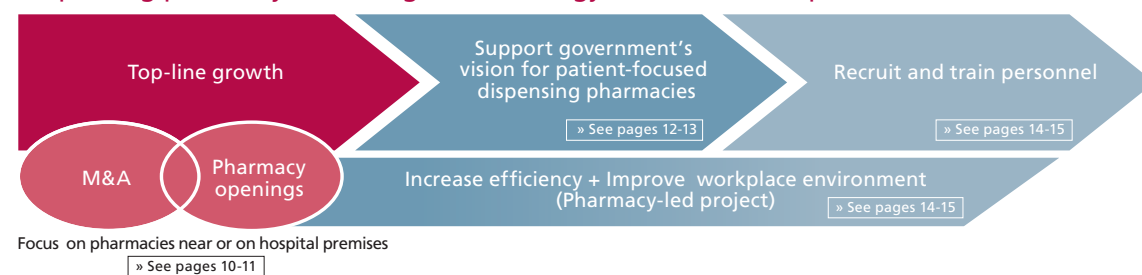 Top-line growth
Support government's
vision for patient-focused
dispensing pharmacies
» See pages 12-13
Recruit and train personnel
» See pages 14-15
M&A
Pharmacy
openings
Increase efficiency + Improve workplace environment
(Pharmacy-led project)
» See pages 14-15
Focus on pharmacies near or on hospital premises
» See pages 10-11